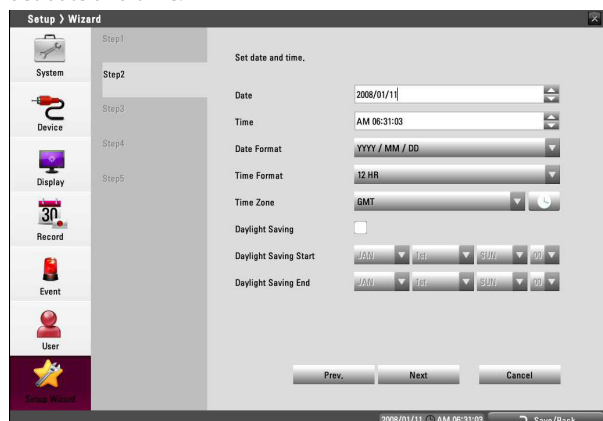 Setup > Wizard
System
Device
Display
30
Record
Event
User
Setup Wizard
Step1
Step2
Step3
Step4
Step5
Set date and time.
Date 2008/01/11
Time AM 06:31:03
Date Format YYYY / MM / DD
Time Format 12 HR
Time Zone GMT
Daylight Saving
Daylight Saving Start JAN 1st SUN 00
Daylight Saving End JAN 1st SUN 00
Prev. Next Cancel
2008/01/11 AM 06:31:03 Save/Back